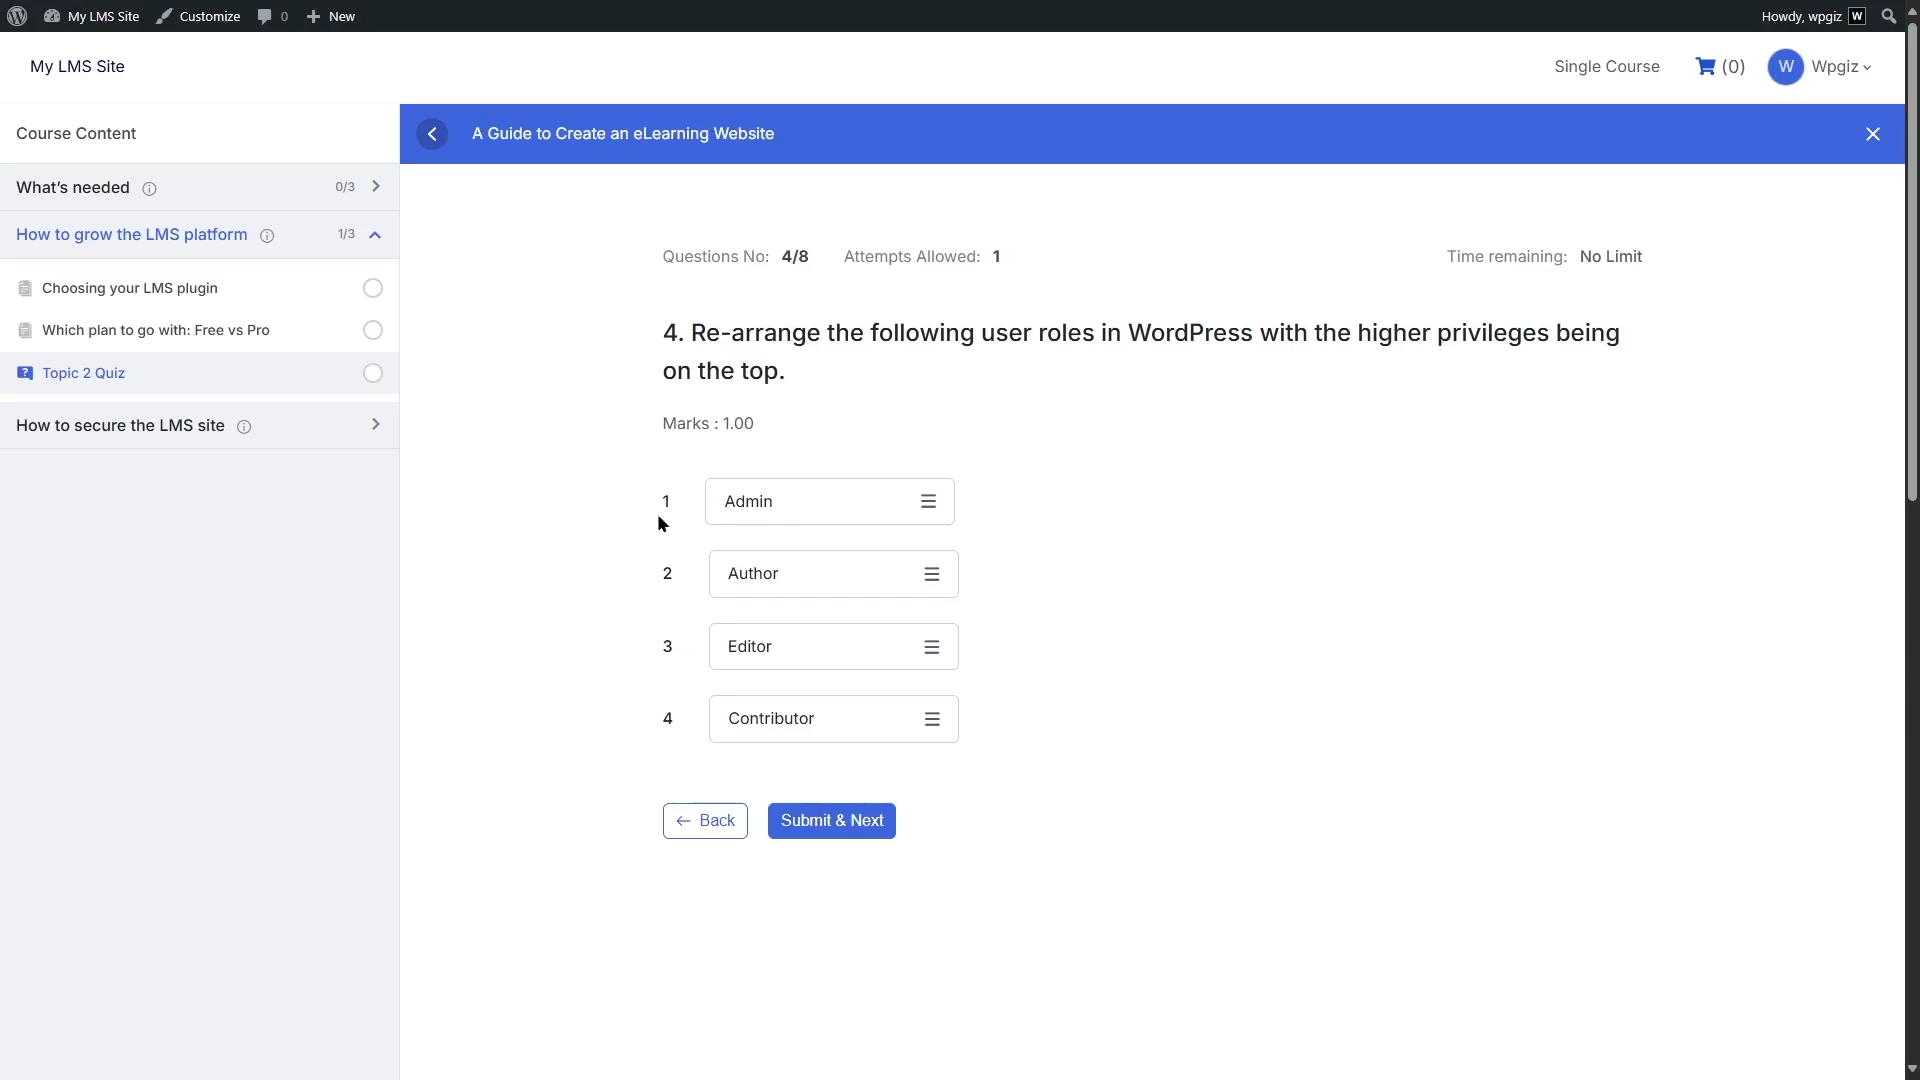 My LMS Site
Customize
0
New
Howdy, wpgiz
W
My LMS Site
Single Course
(0)
W
Wpgiz
Course Content
A Guide to Create an eLearning Website
What's needed
0/3
How to grow the LMS platform
1/3
Choosing your LMS plugin
Which plan to go with: Free vs Pro
Topic 2 Quiz
How to secure the LMS site
Questions No: 4/8
Attempts Allowed: 1
Time remaining: No Limit
4. Re-arrange the following user roles in WordPress with the higher privileges being
on the top.
Marks : 1.00
1 Admin
2 Author
3 Editor
4 Contributor
← Back
Submit & Next